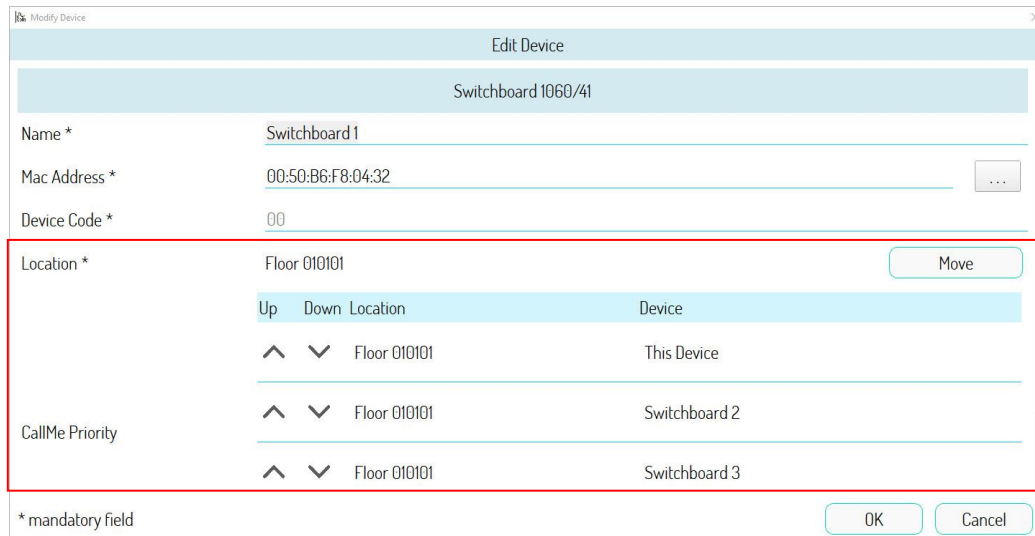 Modify Device
Edit Device
Switchboard 1060/41
Name * Switchboard 1
Mac Address * 00:50:B6:F8:04:32 ...
Device Code * 00
Location * Floor 010101 Move
Up Down Location Device
Floor 010101 This Device
Floor 010101 Switchboard 2
CallMe Priority
Floor 010101 Switchboard 3
* mandatory field OK Cancel